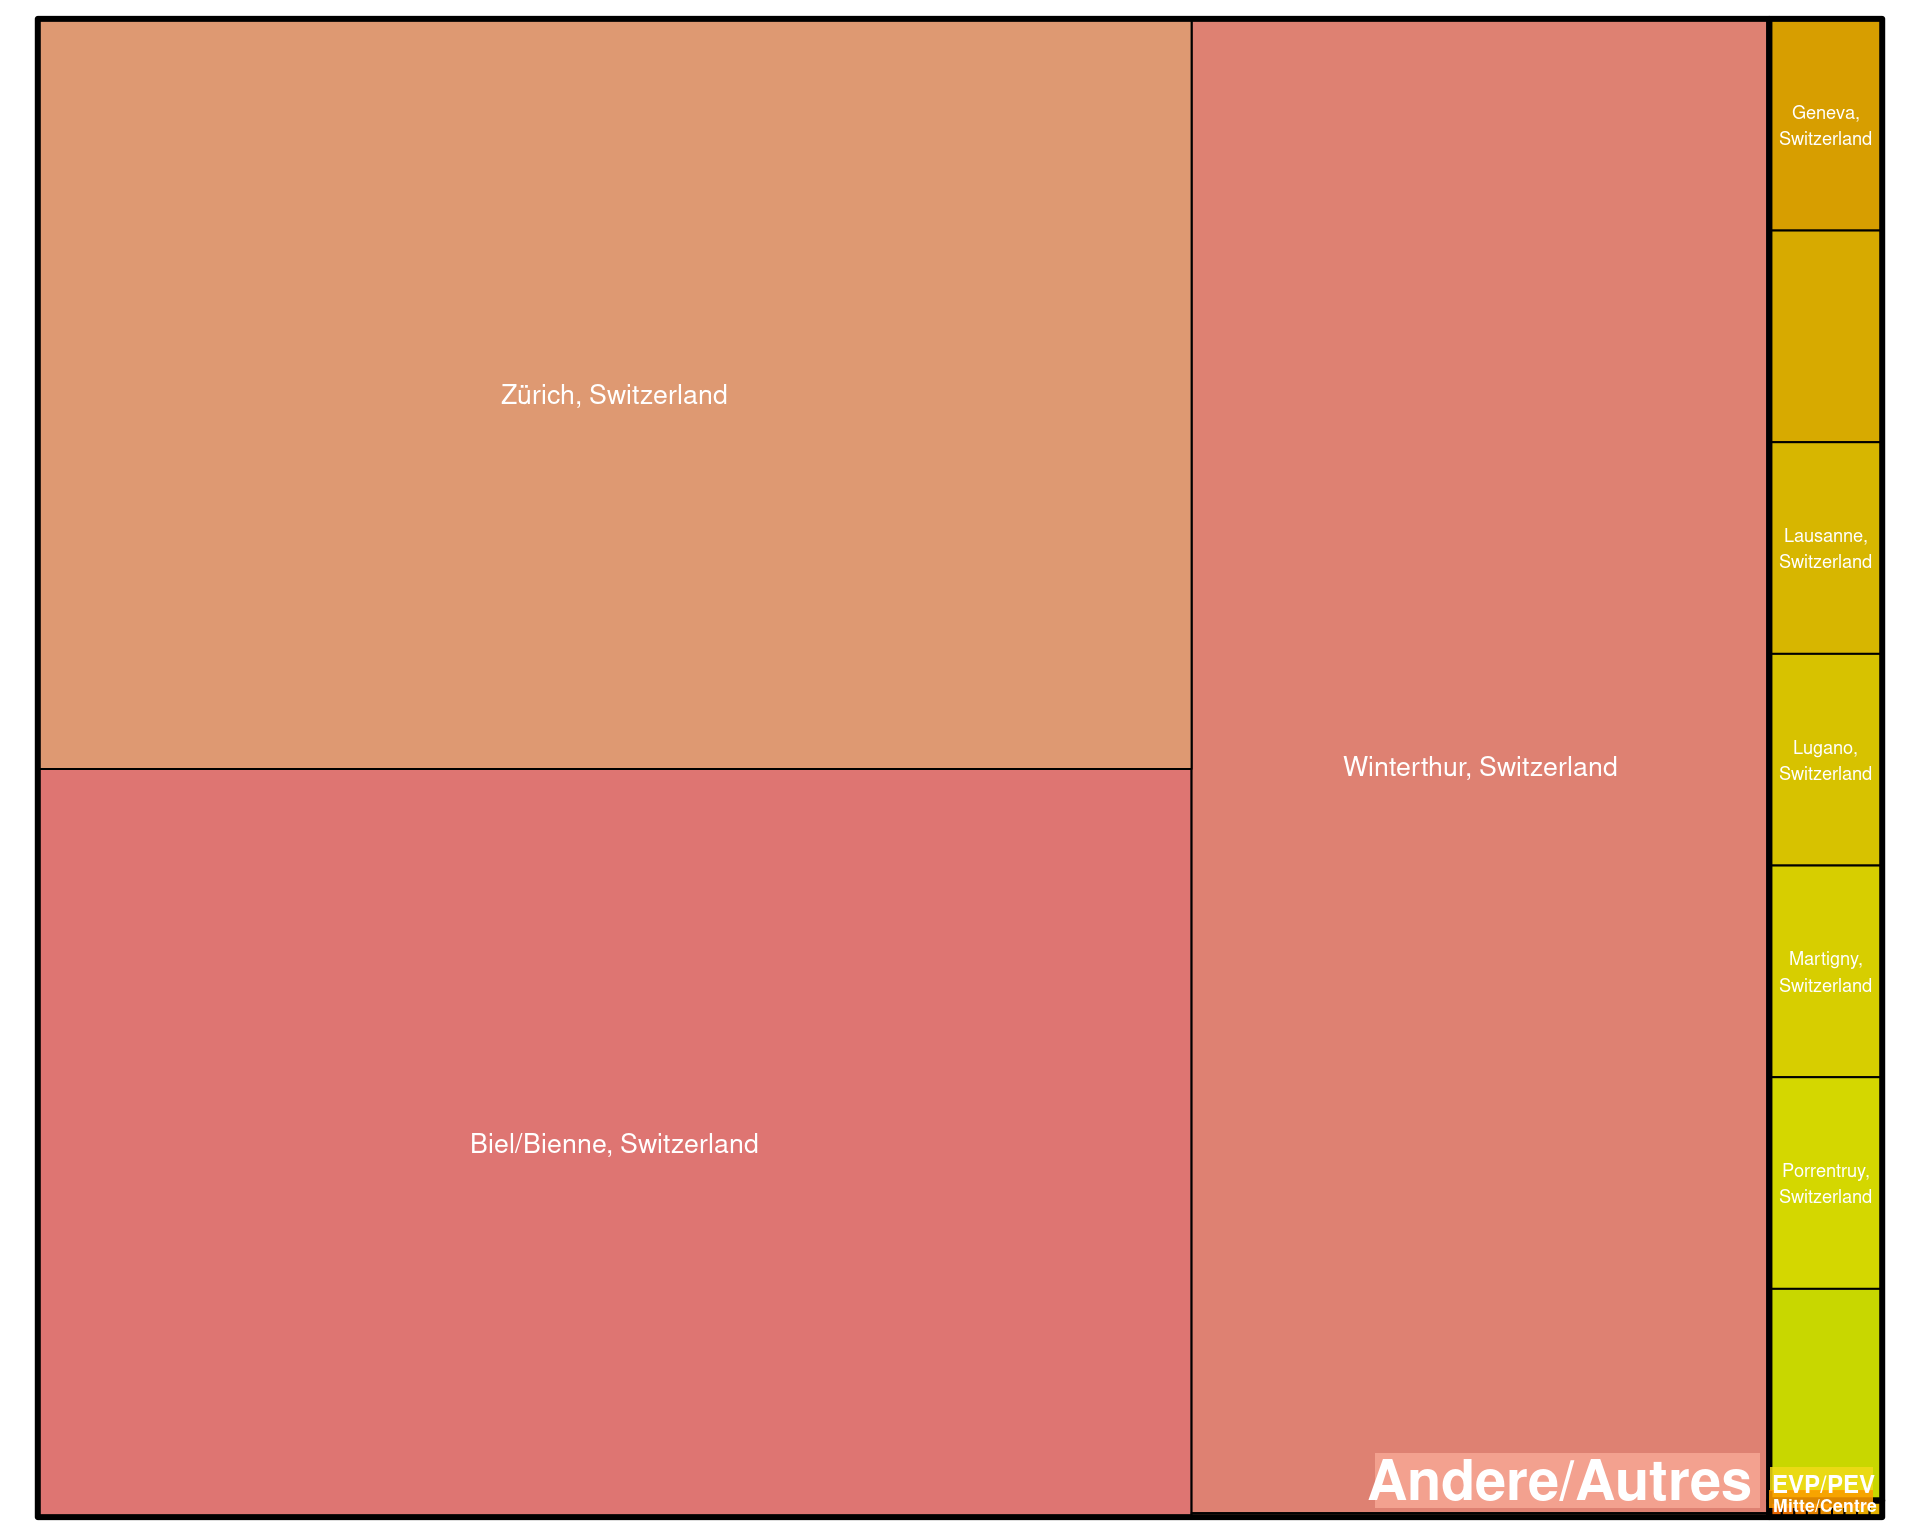 Zürich, Switzerland
Biel/Bienne, Switzerland
Winterthur, Switzerland
Andere/Autres
Geneva,
Switzerland
Lausanne,
Switzerland
Lugano,
Switzerland
Martigny,
Switzerland
Porrentruy,
Switzerland
EVP/PEV
Mitte/Centre